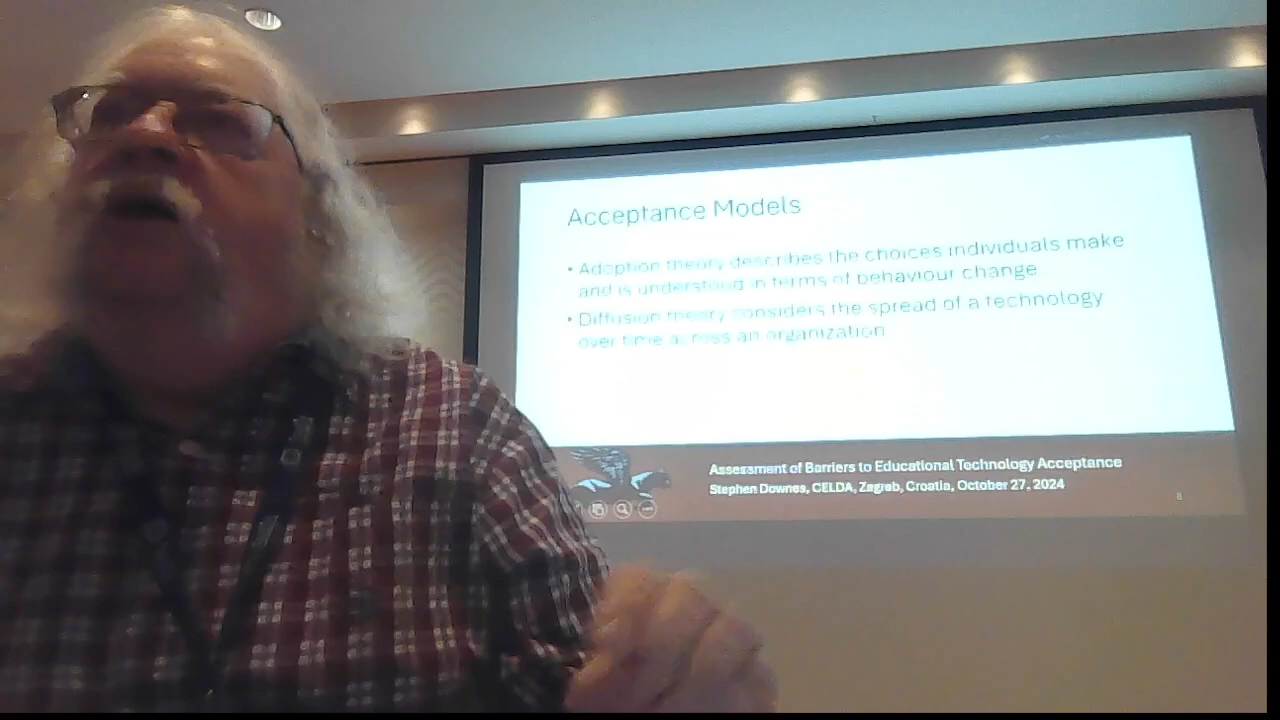 Acceptance Models
• Adoption theory describes the choices individuals make
and is understood in terms of behaviour change
• Diffusion theory considers the spread of a technology
over time across an organization
Assessment of Barriers to Educational Technology Acceptance
Stephen Downes, CELDA, Zagreb, Croatia, October 27, 2024
8